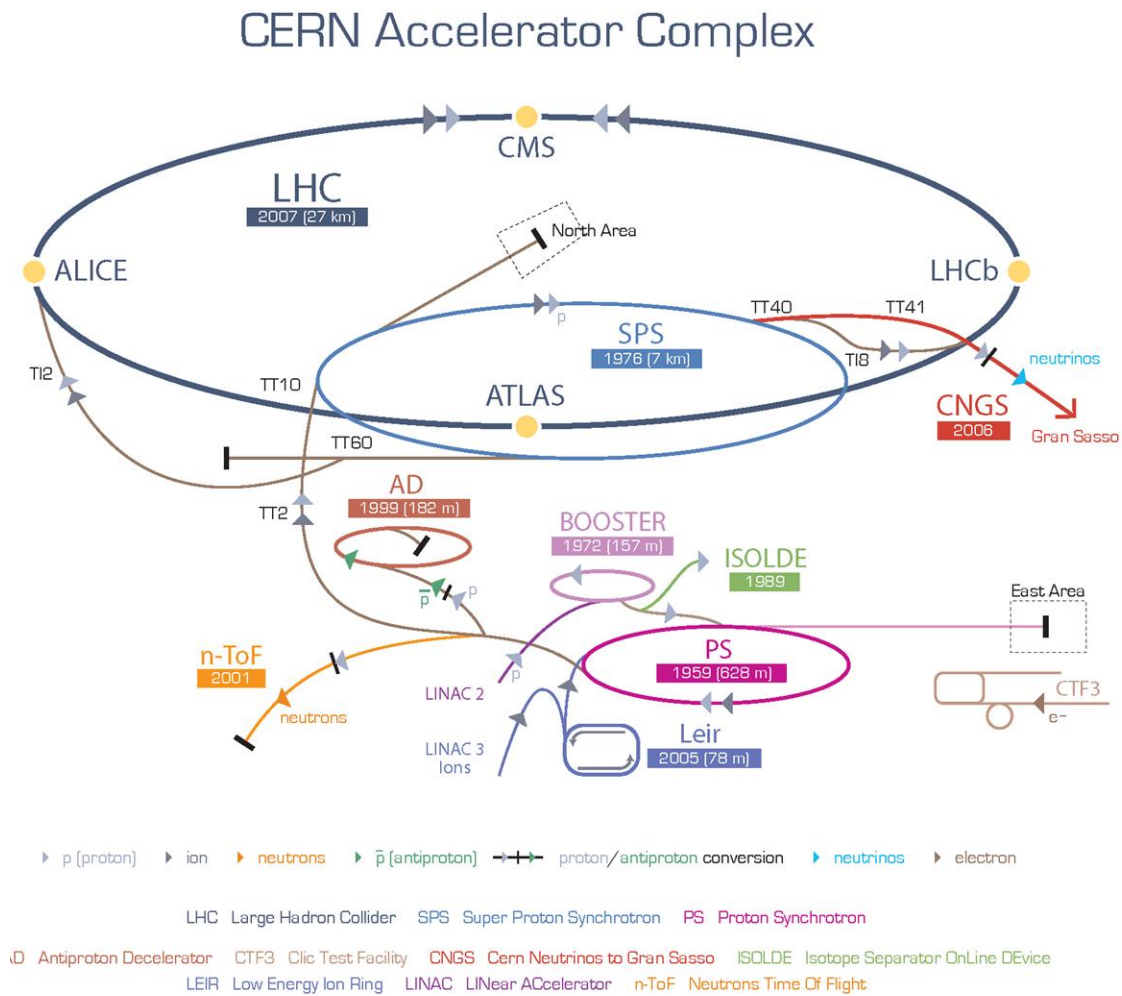 CERN Accelerator Complex
CMS
LHC
2007 (27 km)
North Area
ALICE
LHCb
p
TT40
TT41
SPS
1976 (7 km)
TI8
neutrinos
TI2
TT10
ATLAS
CNGS
2006
Gran Sasso
TT60
AD
1999 (182 m)
TT2
BOOSTER
1972 (157 m)
ISOLDE
1989
p̅
p
East Area
n-ToF
2001
PS
1959 (628 m)
p
LINAC 2
CTF3
e–
neutrons
LINAC 3
Ions
Leir
2005 (78 m)
p (proton)
ion
neutrons
p̅ (antiproton)
proton/antiproton conversion
neutrinos
electron
LHC Large Hadron Collider SPS Super Proton Synchrotron PS Proton Synchrotron
AD Antiproton Decelerator CTF3 Clic Test Facility CNGS Cern Neutrinos to Gran Sasso ISOLDE Isotope Separator OnLine DEvice
LEIR Low Energy Ion Ring LINAC LINear ACcelerator n-ToF Neutrons Time Of Flight